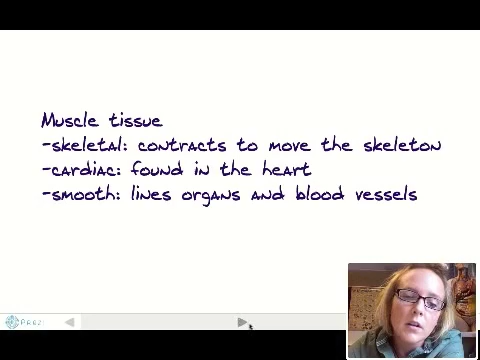 Muscle tissue
-skeletal: contracts to move the skeleton
-cardiac: found in the heart
-smooth: lines organs and blood vessels
PREZI